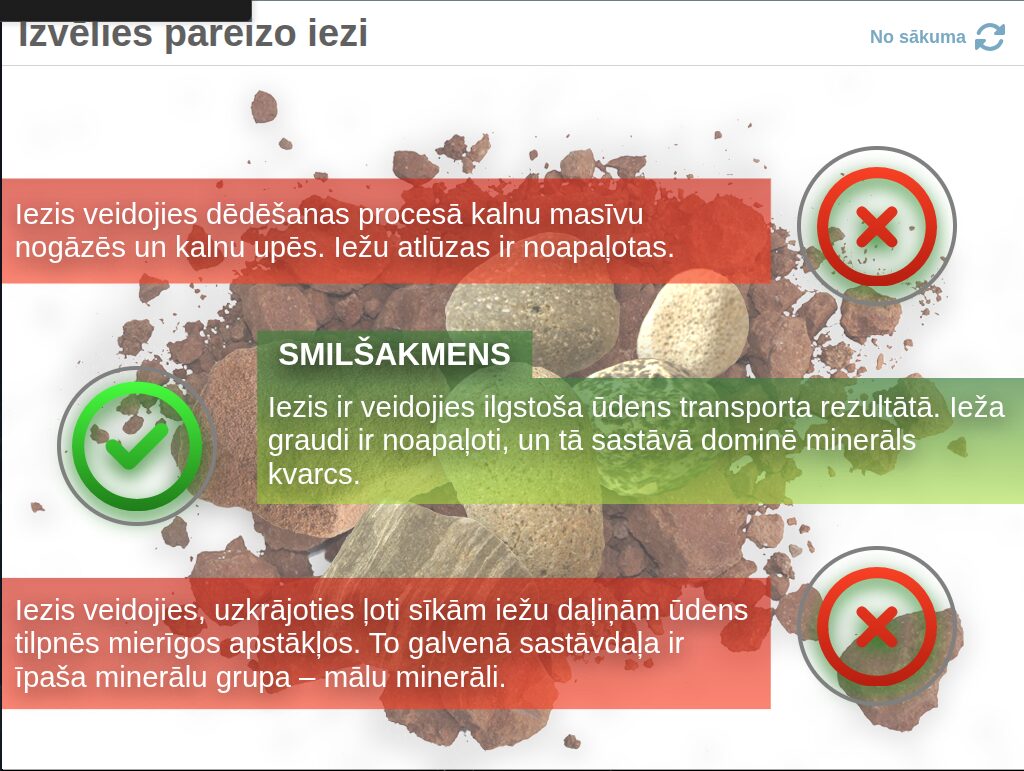 Izvēlies pareizo iezi
No sākuma
Iezis veidojies dēdēšanas procesā kalnu masīvu
nogāzēs un kalnu upēs. Iežu atlūzas ir noapaļotas.
SMILŠAKMENS
Iezis ir veidojies ilgstoša ūdens transporta rezultātā. Ieža
graudi ir noapaļoti, un tā sastāvā dominē minerāls
kvarcs.
Iezis veidojies, uzkrājoties ļoti sīkām iežu daļiņām ūdens
tilpnēs mierīgos apstākļos. To galvenā sastāvdaļa ir
īpaša minerālu grupa – mālu minerāli.